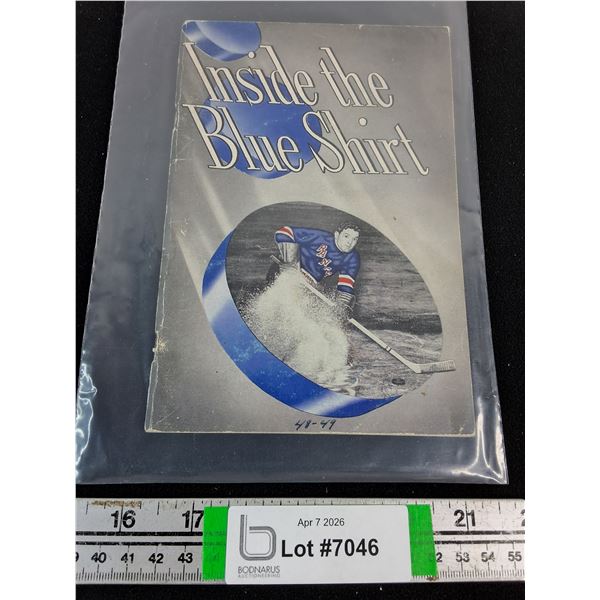 Inside the
Blue Shirt
48-49
16 17 21
40 41 42 43 52 53 54 55
Apr 7 2026
Lot #7046
BODNARUS
AUCTIONEERING